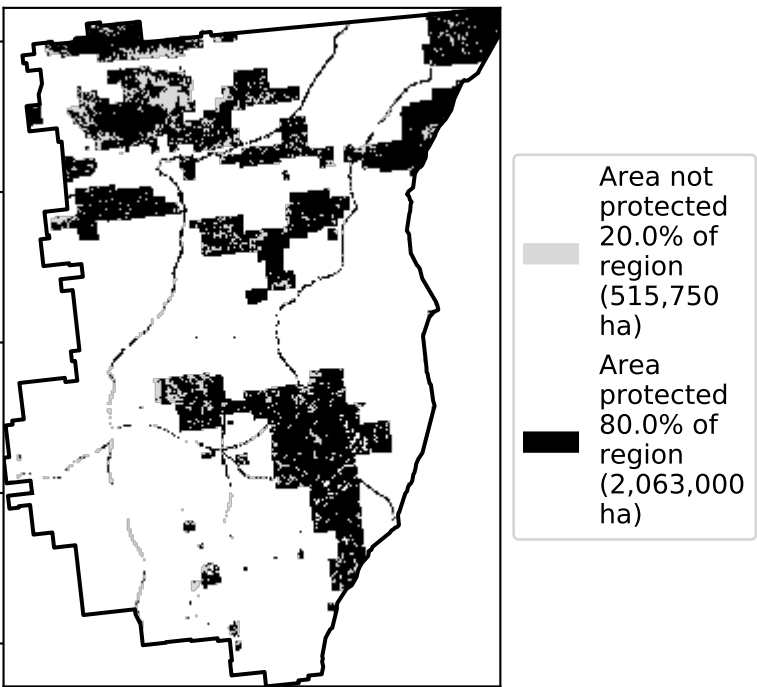 Area not
protected
20.0% of
region
(515,750
ha)
Area
protected
80.0% of
region
(2,063,000
ha)